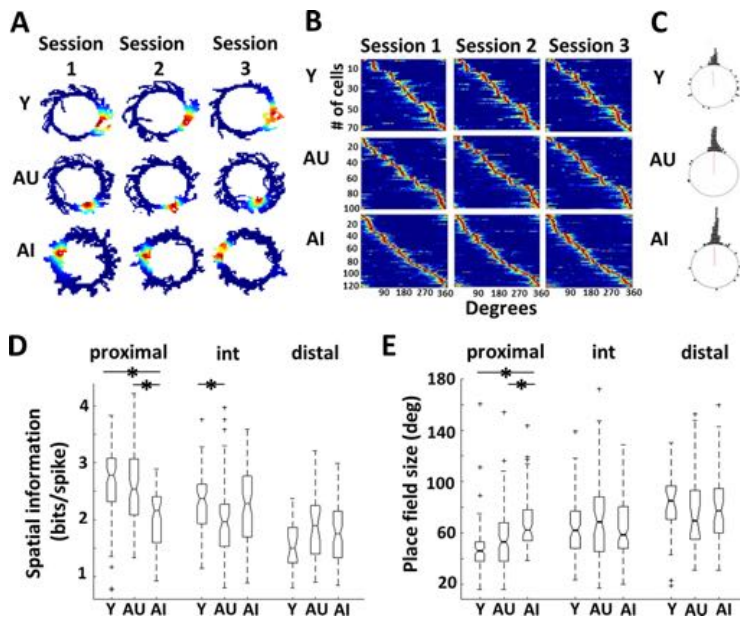 A
Session Session Session
1 2 3
Y
AU
AI
B
Session 1 Session 2 Session 3
Y
AU
AI
# of cells
10
30
50
70
20
40
60
80
100
20
40
60
80
100
120
90 180 270 360 90 180 270 360 90 180 270 360
Degrees
C
Y
AU
AI
D
proximal int distal
* *
*
Spatial information
(bits/spike)
4
3
2
1
Y AU AI Y AU AI Y AU AI
E
proximal int distal
*
*
Place field size (deg)
180
140
100
60
20
Y AU AI Y AU AI Y AU AI